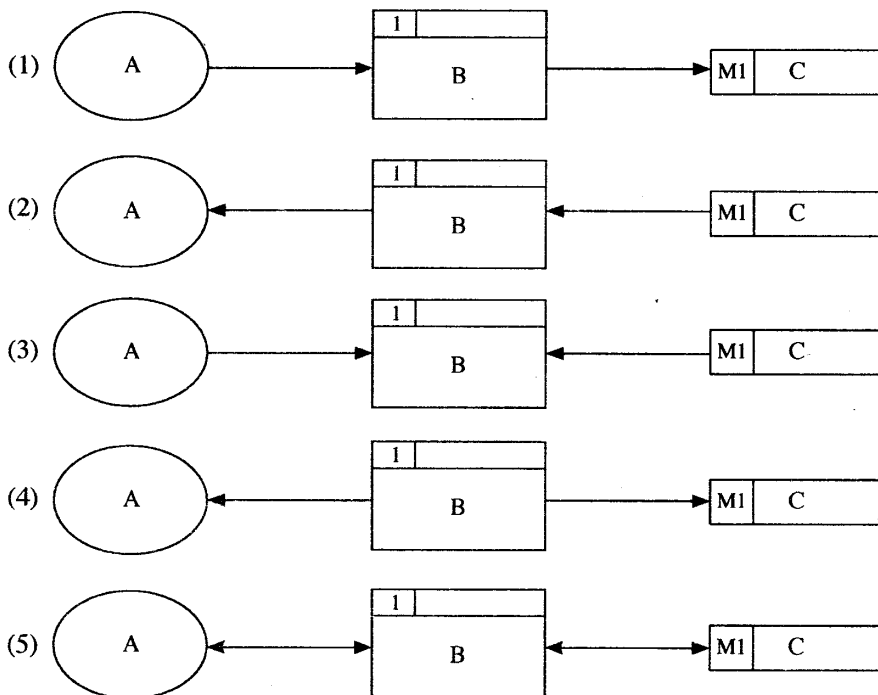 1
(1) A B M1 C
1
(2) A B M1 C
1
(3) A B M1 C
1
(4) A B M1 C
1
(5) A B M1 C